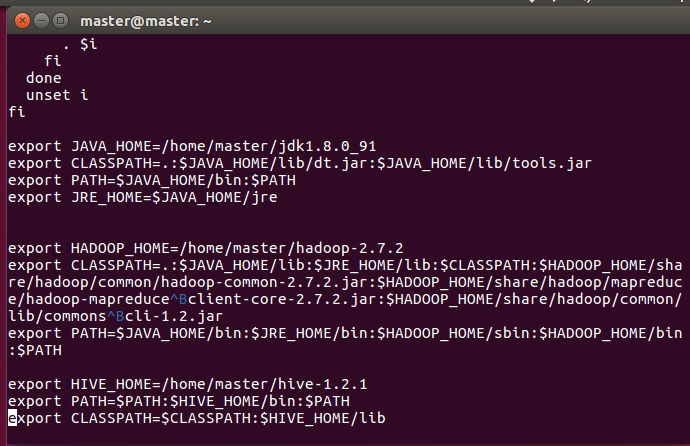 master@master: ~
. $i
fi
done
unset i
fi
export JAVA_HOME=/home/master/jdk1.8.0_91
export CLASSPATH=.:$JAVA_HOME/lib/dt.jar:$JAVA_HOME/lib/tools.jar
export PATH=$JAVA_HOME/bin:$PATH
export JRE_HOME=$JAVA_HOME/jre
export HADOOP_HOME=/home/master/hadoop-2.7.2
export CLASSPATH=.:$JAVA_HOME/lib:$JRE_HOME/lib:$CLASSPATH:$HADOOP_HOME/sha
re/hadoop/common/hadoop-common-2.7.2.jar:$HADOOP_HOME/share/hadoop/mapreduc
e/hadoop-mapreduce^Bclient-core-2.7.2.jar:$HADOOP_HOME/share/hadoop/common/
lib/commons^Bcli-1.2.jar
export PATH=$JAVA_HOME/bin:$JRE_HOME/bin:$HADOOP_HOME/sbin:$HADOOP_HOME/bin
:$PATH
export HIVE_HOME=/home/master/hive-1.2.1
export PATH=$PATH:$HIVE_HOME/bin:$PATH
export CLASSPATH=$CLASSPATH:$HIVE_HOME/lib